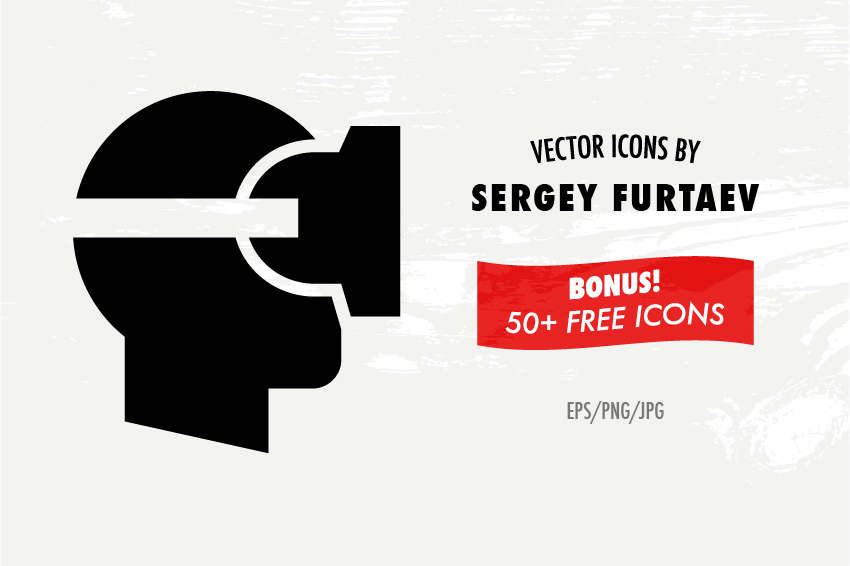 VECTOR ICONS BY
SERGEY FURTAEV
BONUS!
50+ FREE ICONS
EPS/PNG/JPG